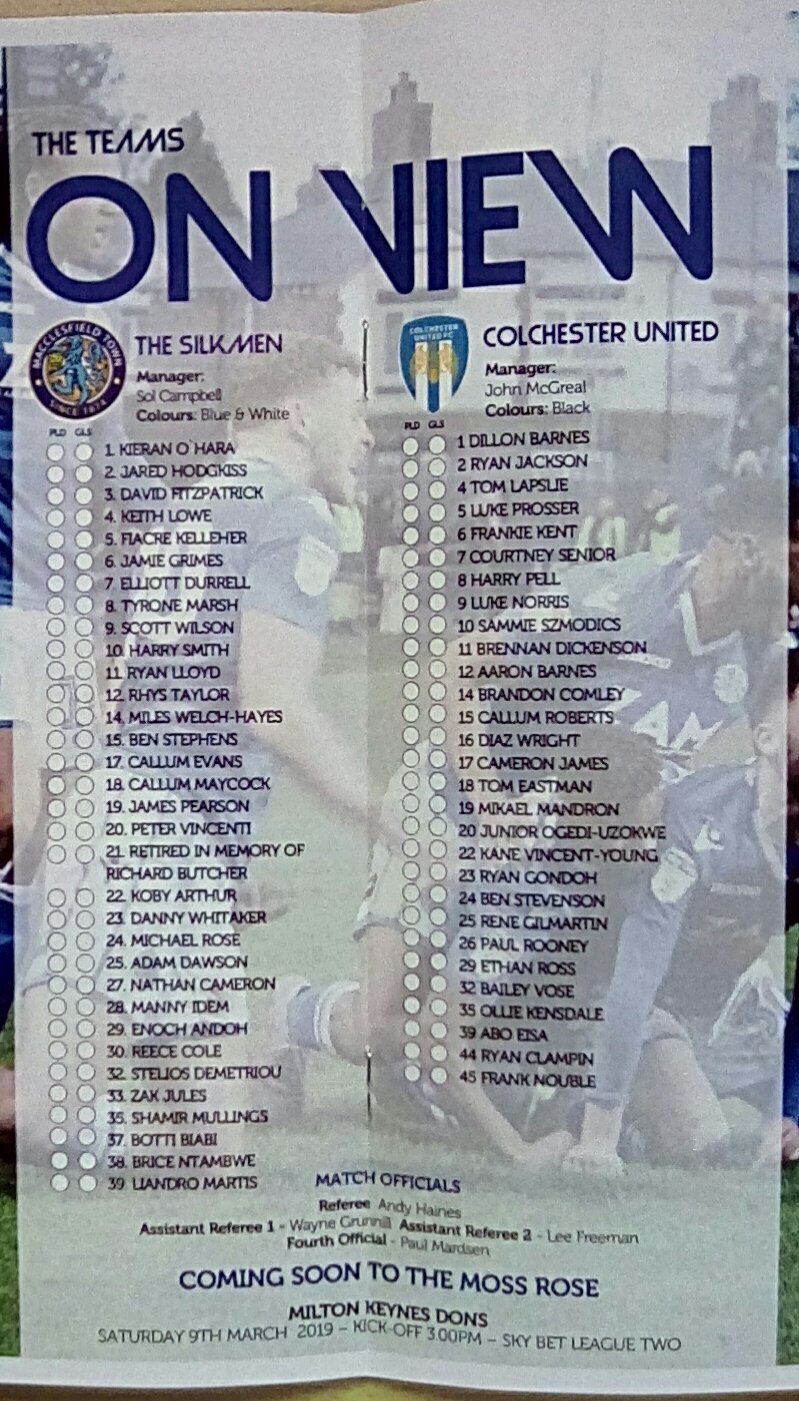 THE TEAMS
ON VIEW
MACCLESFIELD TOWN
SINCE 1874
THE SILKMEN
Manager:
Sol Campbell
Colours: Blue & White
PLD GLS
1. KIERAN O'HARA
2. JARED HODGKISS
3. DAVID FITZPATRICK
4. KEITH LOWE
5. FIACRE KELLEHER
6. JAMIE GRIMES
7. ELLIOTT DURRELL
8. TYRONE MARSH
9. SCOTT WILSON
10. HARRY SMITH
11. RYAN LLOYD
12. RHYS TAYLOR
14. MILES WELCH-HAYES
15. BEN STEPHENS
17. CALLUM EVANS
18. CALLUM MAYCOCK
19. JAMES PEARSON
20. PETER VINCENTI
21. RETIRED IN MEMORY OF
RICHARD BUTCHER
22. KOBY ARTHUR
23. DANNY WHITAKER
24. MICHAEL ROSE
25. ADAM DAWSON
27. NATHAN CAMERON
28. MANNY IDEM
29. ENOCH ANDOH
30. REECE COLE
32. STELIOS DEMETRIOU
33. ZAK JULES
35. SHAMIR MULLINGS
37. BOTTI BIABI
38. BRICE NTAMBWE
39 LIANDRO MARTIS
COLCHESTER
UNITED FC
COLCHESTER UNITED
Manager:
John McGreal
Colours: Black
PLD GLS
1 DILLON BARNES
2 RYAN JACKSON
4 TOM LAPSLIE
5 LUKE PROSSER
6 FRANKIE KENT
7 COURTNEY SENIOR
8 HARRY PELL
9 LUKE NORRIS
10 SAMMIE SZMODICS
11 BRENNAN DICKENSON
12 AARON BARNES
14 BRANDON COMLEY
15 CALLUM ROBERTS
16 DIAZ WRIGHT
17 CAMERON JAMES
18 TOM EASTMAN
19 MIKAEL MANDRON
20 JUNIOR OGEDI-UZOKWE
22 KANE VINCENT-YOUNG
23 RYAN GONDOH
24 BEN STEVENSON
25 RENE GILMARTIN
26 PAUL ROONEY
29 ETHAN ROSS
32 BAILEY VOSE
35 OLLIE KENSDALE
39 ABO EISA
44 RYAN CLAMPIN
45 FRANK NOUBLE
MATCH OFFICIALS
Referee Andy Haines
Assistant Referee 1 - Wayne Grunnill Assistant Referee 2 - Lee Freeman
Fourth Official - Paul Mardsen
COMING SOON TO THE MOSS ROSE
MILTON KEYNES DONS
SATURDAY 9TH MARCH 2019 – KICK-OFF 3.00PM – SKY BET LEAGUE TWO